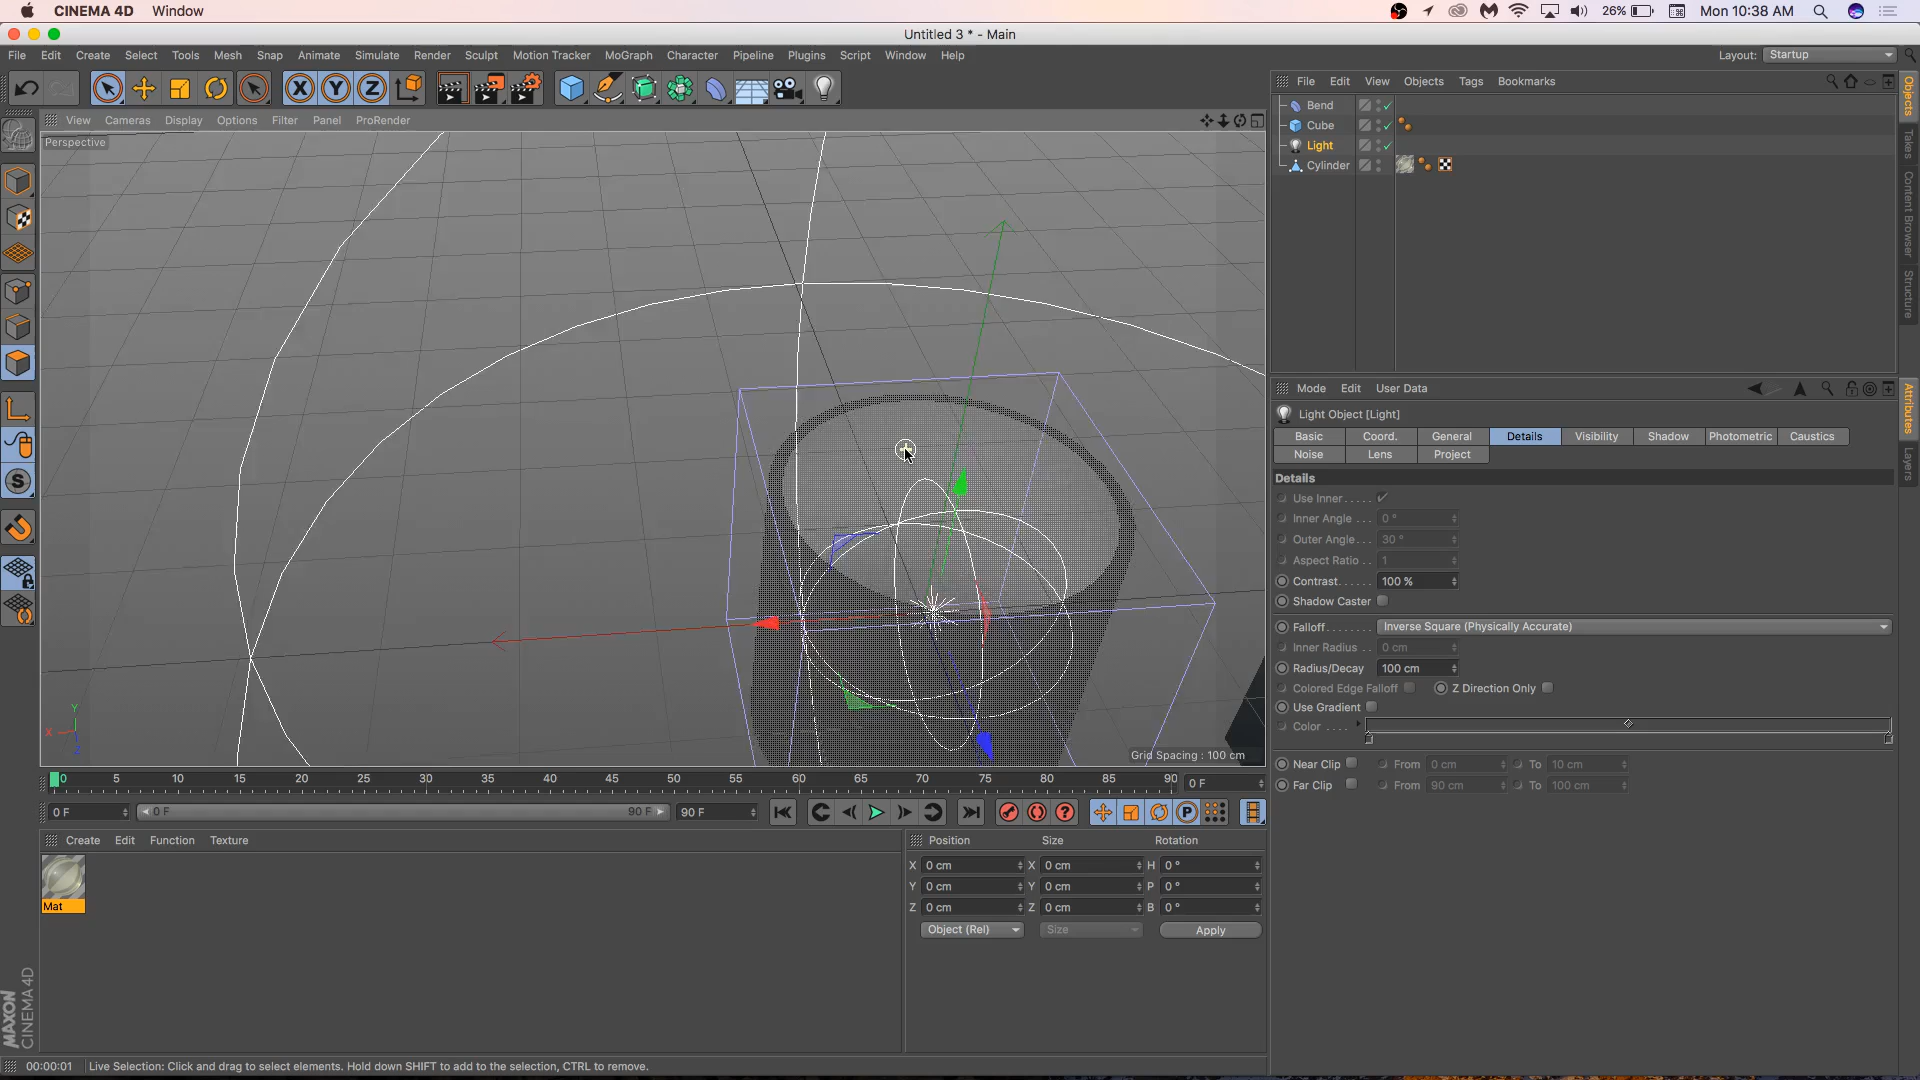 CINEMA 4D Window 26% Mon 10:38 AM
Untitled 3 * - Main
File Edit Create Select Tools Mesh Snap Animate Simulate Render Sculpt Motion Tracker MoGraph Character Pipeline Plugins Script Window Help Layout: Startup
X Y Z
File Edit View Objects Tags Bookmarks
View Cameras Display Options Filter Panel ProRender
Perspective
Bend
Cube
Light
Cylinder
Objects
Takes
Content Browser
Structure
Mode Edit User Data
Light Object [Light]
Basic Coord. General Details Visibility Shadow Photometric Caustics
Noise Lens Project
Details
Use Inner . . . . .
Inner Angle . . . 0 °
Outer Angle . . . 30 °
Aspect Ratio . . . 1
Contrast. . . . . . 100 %
Shadow Caster
Falloff. . . . . . . . Inverse Square (Physically Accurate)
Inner Radius . . 0 cm
Radius/Decay 100 cm
Colored Edge Falloff Z Direction Only
Use Gradient
Color . . . .
Near Clip From 0 cm To 10 cm
Far Clip From 90 cm To 100 cm
Attributes
Layers
Y
X
Z
Grid Spacing : 100 cm
0 5 10 15 20 25 30 35 40 45 50 55 60 65 70 75 80 85 90 0 F
0 F 0 F 90 F 90 F
Create Edit Function Texture
Mat
Position Size Rotation
X 0 cm X 0 cm H 0 °
Y 0 cm Y 0 cm P 0 °
Z 0 cm Z 0 cm B 0 °
Object (Rel) Size Apply
MAXON
CINEMA 4D
00:00:01 Live Selection: Click and drag to select elements. Hold down SHIFT to add to the selection, CTRL to remove.